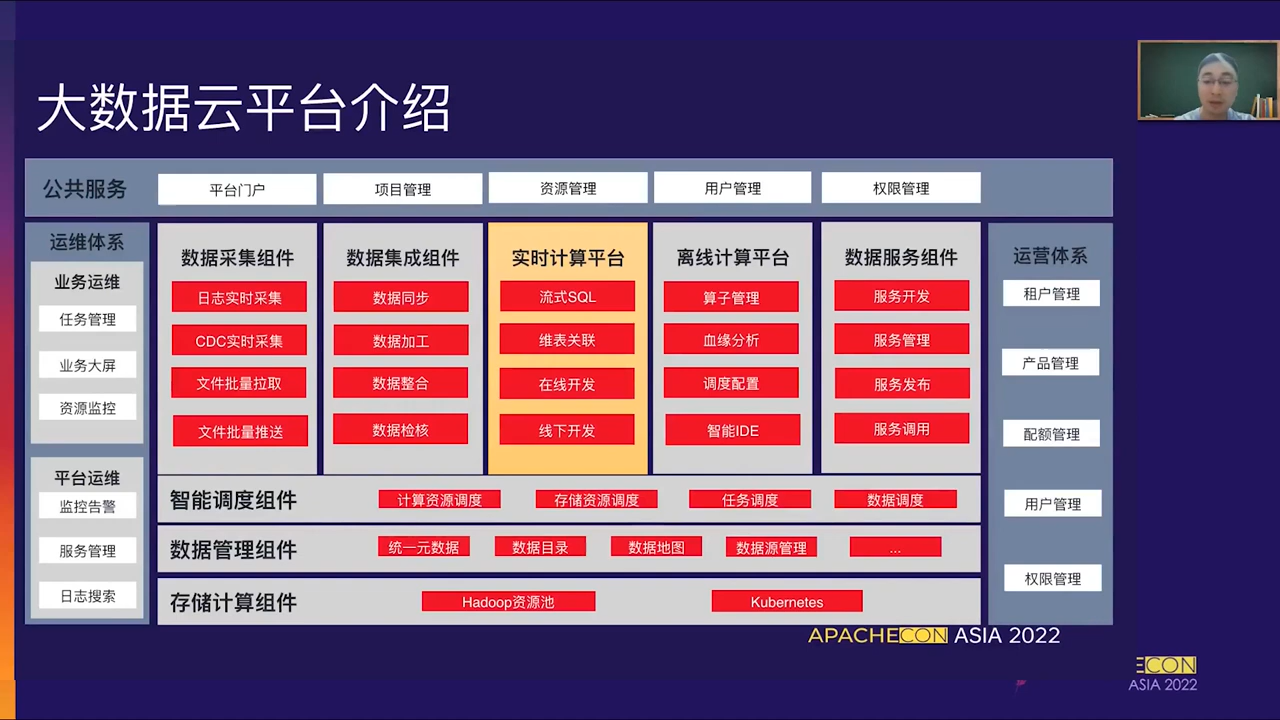 大数据云平台介绍
公共服务
平台门户
项目管理
资源管理
用户管理
权限管理
运维体系
业务运维
任务管理
业务大屏
资源监控
平台运维
监控告警
服务管理
日志搜索
数据采集组件
日志实时采集
CDC实时采集
文件批量拉取
文件批量推送
数据集成组件
数据同步
数据加工
数据整合
数据检核
实时计算平台
流式SQL
维表关联
在线开发
线下开发
离线计算平台
算子管理
血缘分析
调度配置
智能IDE
数据服务组件
服务开发
服务管理
服务发布
服务调用
智能调度组件
计算资源调度
存储资源调度
任务调度
数据调度
数据管理组件
统一元数据
数据目录
数据地图
数据源管理
...
存储计算组件
Hadoop资源池
Kubernetes
运营体系
租户管理
产品管理
配额管理
用户管理
权限管理
APACHECON ASIA 2022
ECON
ASIA 2022